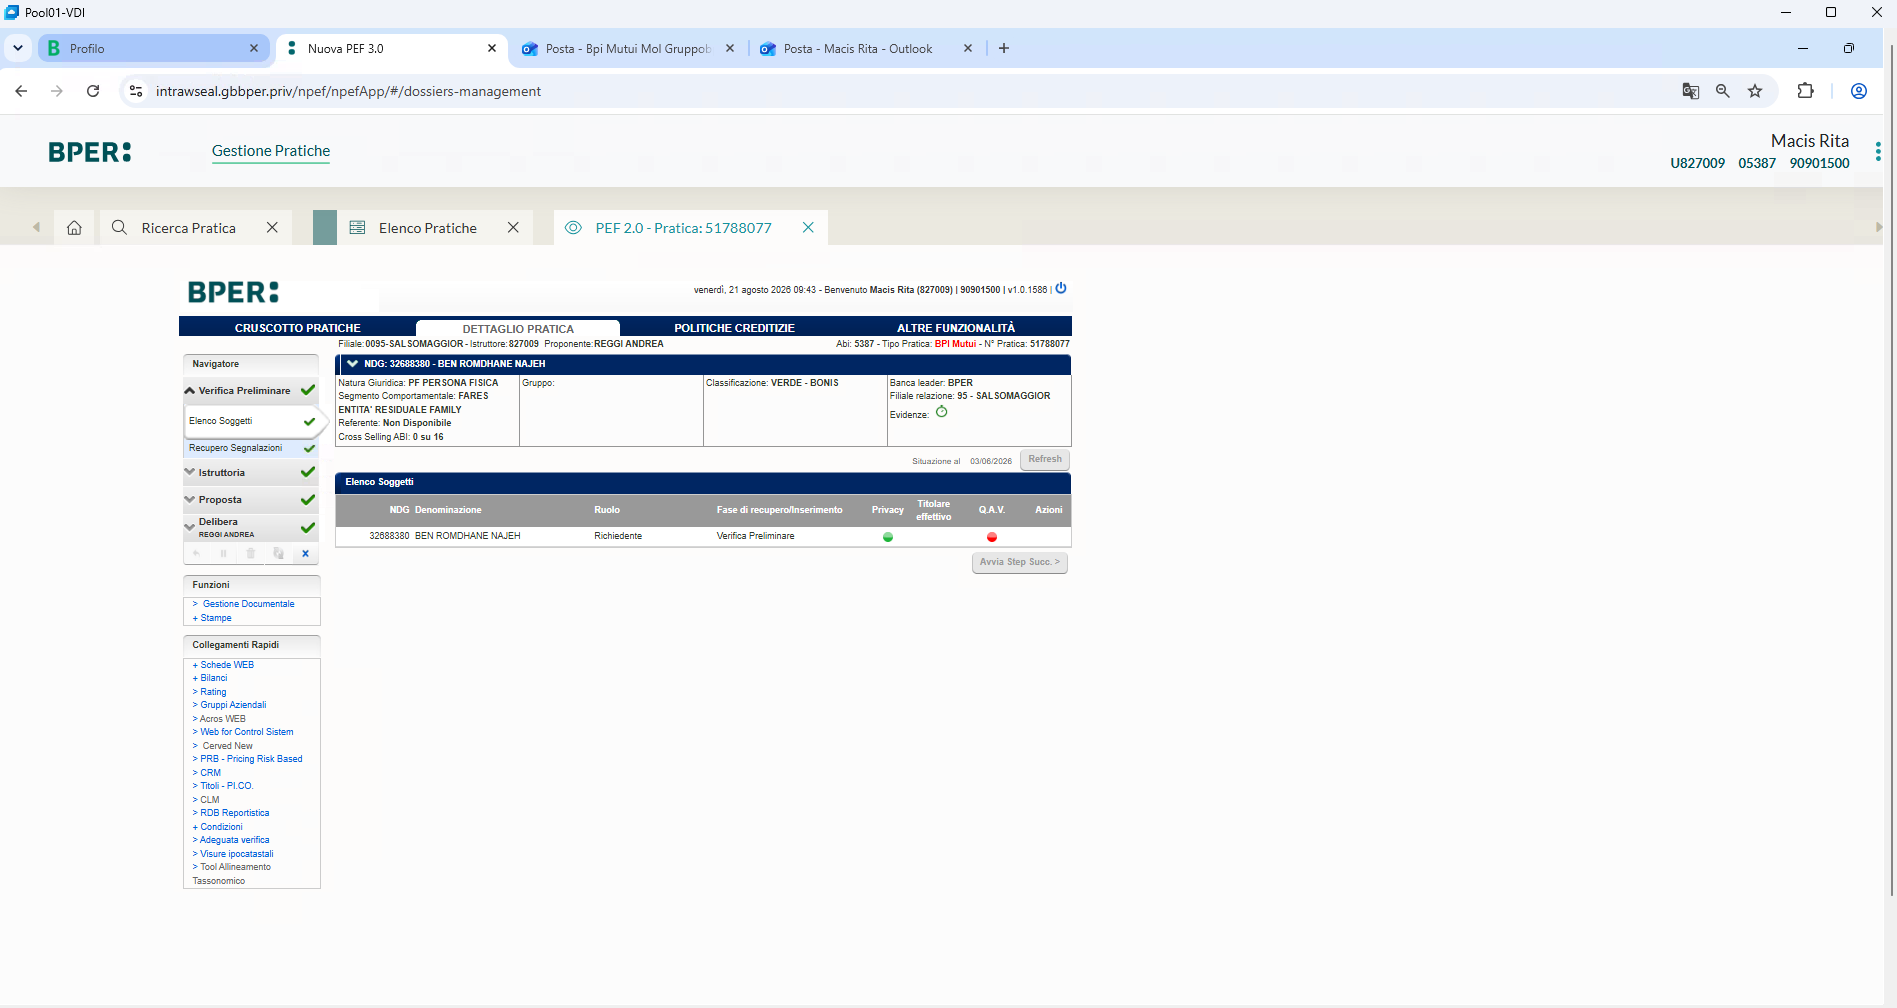 Pool01-VDI
Profilo
Nuova PEF 3.0
Posta - Bpi Mutui Mol Gruppob
Posta - Macis Rita - Outlook
intrawseal.gbbper.priv/npef/npefApp/#/dossiers-management
BPER:
Gestione Pratiche
Macis Rita
U827009 05387 90901500
Ricerca Pratica
Elenco Pratiche
PEF 2.0 - Pratica: 51788077
BPER:
venerdì, 21 agosto 2026 09:43 - Benvenuto Macis Rita (827009) | 90901500 | v1.0.1586 |
CRUSCOTTO PRATICHE
DETTAGLIO PRATICA
POLITICHE CREDITIZIE
ALTRE FUNZIONALITÀ
Filiale: 0095-SALSOMAGGIOR - Istruttore: 827009 Proponente: REGGI ANDREA
Abi: 5387 - Tipo Pratica: BPI Mutui - N° Pratica: 51788077
Navigatore
Verifica Preliminare
Elenco Soggetti
Recupero Segnalazioni
Istruttoria
Proposta
Delibera
REGGI ANDREA
NDG: 32688380 - BEN ROMDHANE NAJEH
Natura Giuridica: PF PERSONA FISICA
Segmento Comportamentale: FARES
ENTITA' RESIDUALE FAMILY
Referente: Non Disponibile
Cross Selling ABI: 0 su 16
Gruppo:
Classificazione: VERDE - BONIS
Banca leader: BPER
Filiale relazione: 95 - SALSOMAGGIOR
Evidenze:
Situazione al 03/06/2026
Refresh
Elenco Soggetti
NDG Denominazione Ruolo Fase di recupero/Inserimento Privacy Titolare effettivo Q.A.V. Azioni
32688380 BEN ROMDHANE NAJEH Richiedente Verifica Preliminare
Avvia Step Succ. >
Funzioni
> Gestione Documentale
+ Stampe
Collegamenti Rapidi
+ Schede WEB
+ Bilanci
> Rating
> Gruppi Aziendali
> Acros WEB
> Web for Control Sistem
> Cerved New
> PRB - Pricing Risk Based
> CRM
> Titoli - PI.CO.
> CLM
> RDB Reportistica
+ Condizioni
> Adeguata verifica
> Visure ipocatastali
> Tool Allineamento
Tassonomico